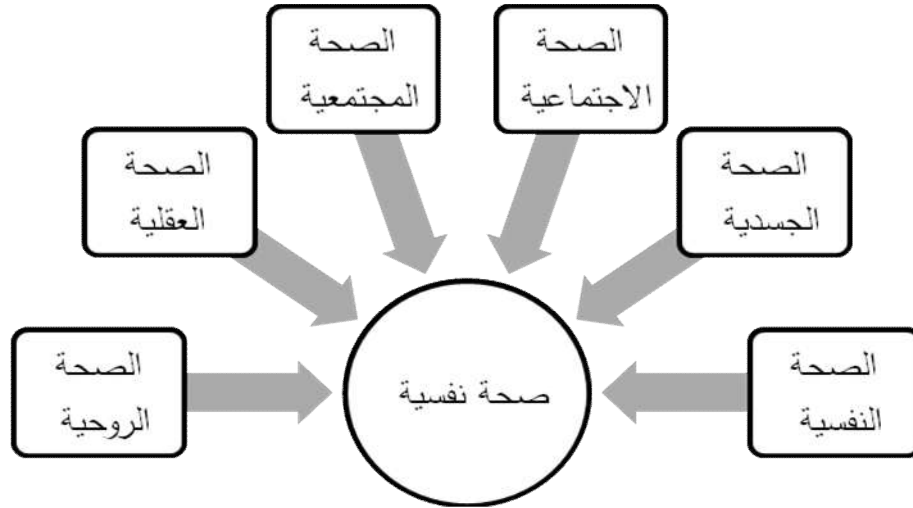 الصحة
الاجتماعية
الصحة
المجتمعية
الصحة
الجسدية
الصحة
العقلية
الصحة
النفسية
صحة نفسية
الصحة
الروحية